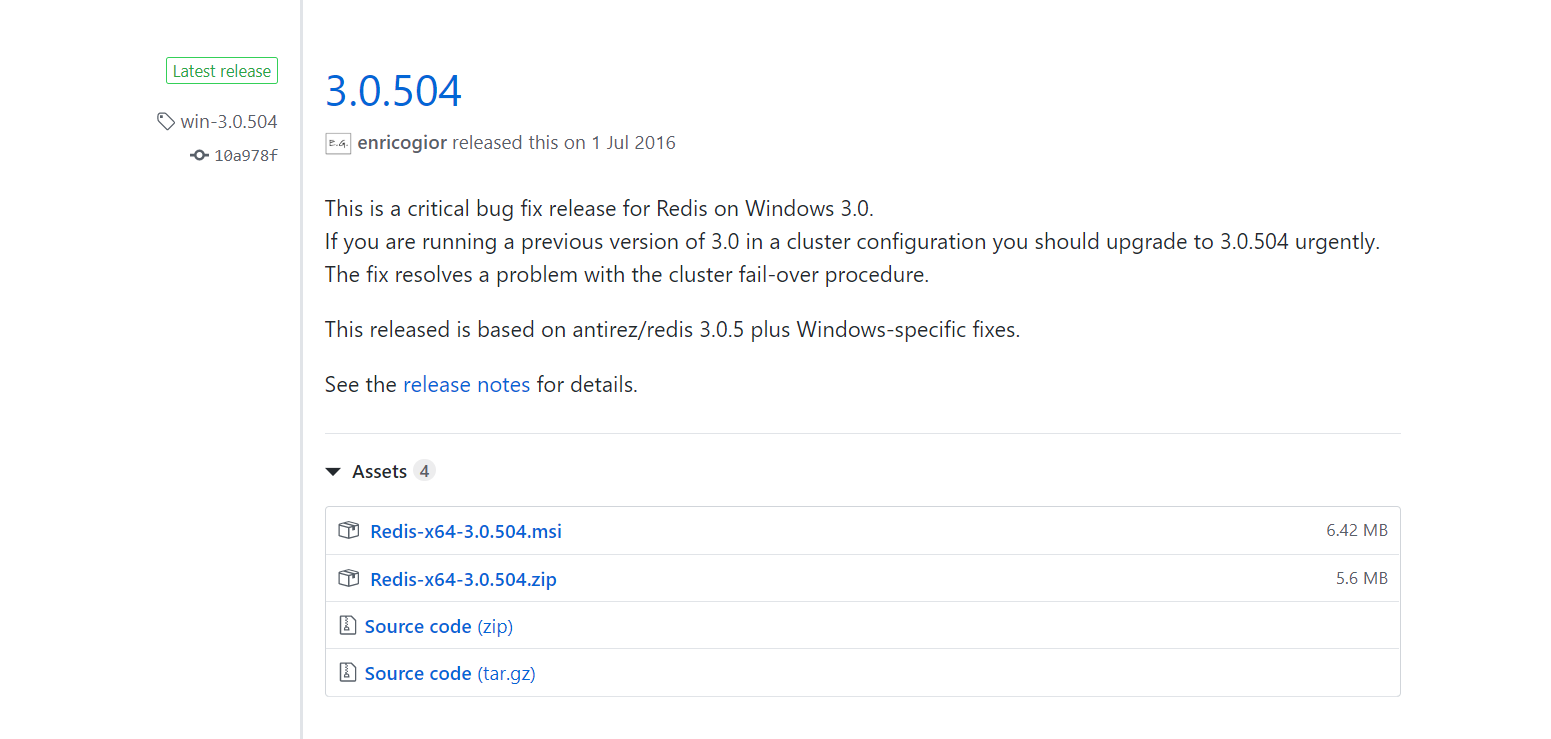 Latest release
win-3.0.504
10a978f
3.0.504
E.G. enricogior released this on 1 Jul 2016
This is a critical bug fix release for Redis on Windows 3.0.
If you are running a previous version of 3.0 in a cluster configuration you should upgrade to 3.0.504 urgently.
The fix resolves a problem with the cluster fail-over procedure.
This released is based on antirez/redis 3.0.5 plus Windows-specific fixes.
See the release notes for details.
Assets 4
Redis-x64-3.0.504.msi 6.42 MB
Redis-x64-3.0.504.zip 5.6 MB
Source code (zip)
Source code (tar.gz)